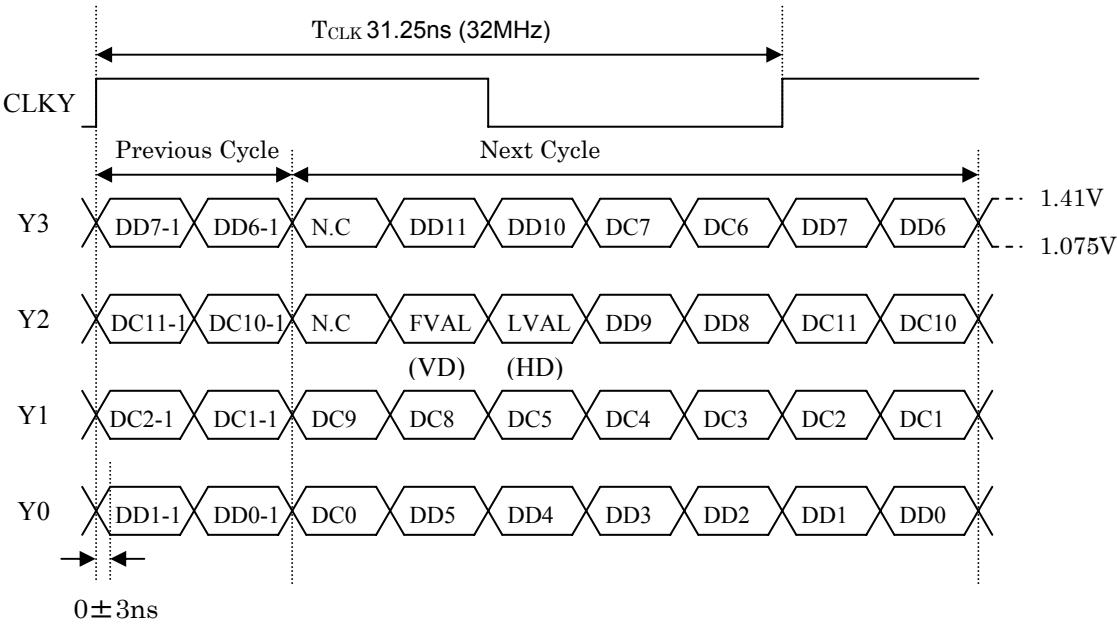 TCLK 31.25ns (32MHz)
CLKY
Previous Cycle Next Cycle
Y3 DD7-1 DD6-1 N.C DD11 DD10 DC7 DC6 DD7 DD6 1.41V
1.075V
Y2 DC11-1 DC10-1 N.C FVAL LVAL DD9 DD8 DC11 DC10
(VD) (HD)
Y1 DC2-1 DC1-1 DC9 DC8 DC5 DC4 DC3 DC2 DC1
Y0 DD1-1 DD0-1 DC0 DD5 DD4 DD3 DD2 DD1 DD0
0±3ns